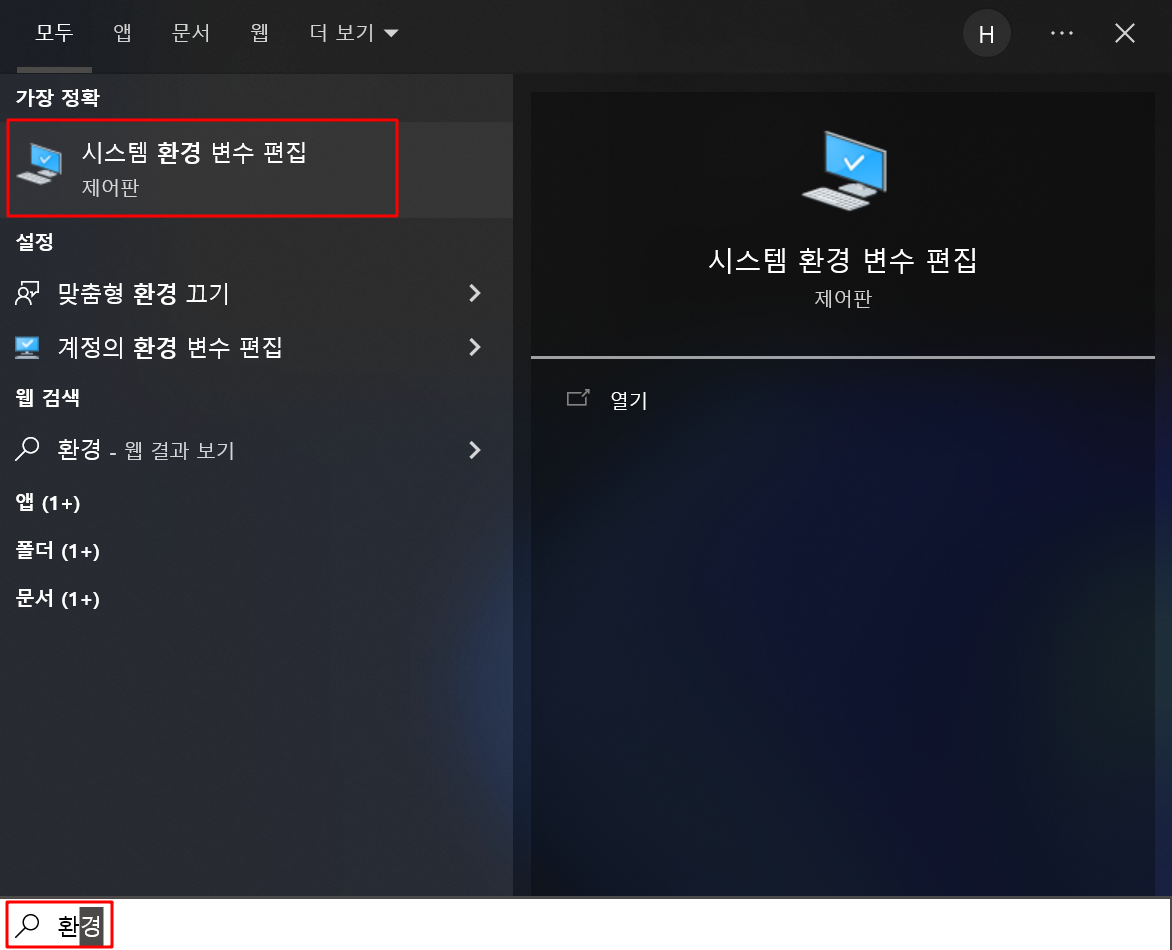 모두 앱 문서 웹 더 보기 H
가장 정확
시스템 환경 변수 편집
제어판
설정
맞춤형 환경 끄기
계정의 환경 변수 편집
웹 검색
환경 - 웹 결과 보기
앱 (1+)
폴더 (1+)
문서 (1+)
시스템 환경 변수 편집
제어판
열기
환경